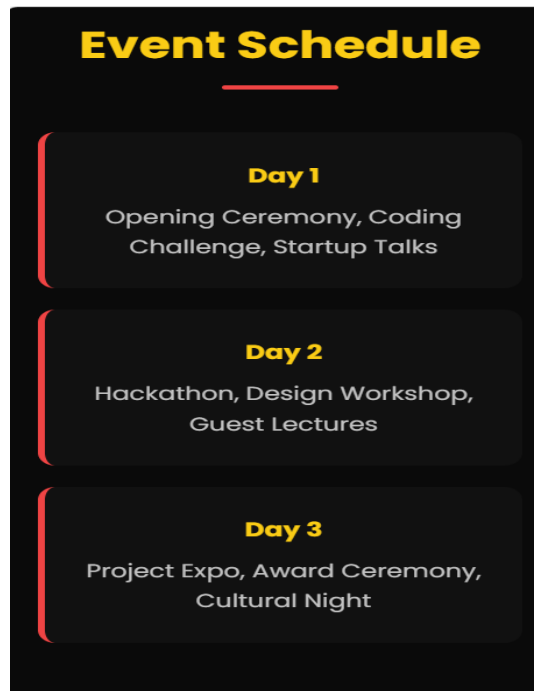 Event Schedule
Day 1
Opening Ceremony, Coding
Challenge, Startup Talks
Day 2
Hackathon, Design Workshop,
Guest Lectures
Day 3
Project Expo, Award Ceremony,
Cultural Night